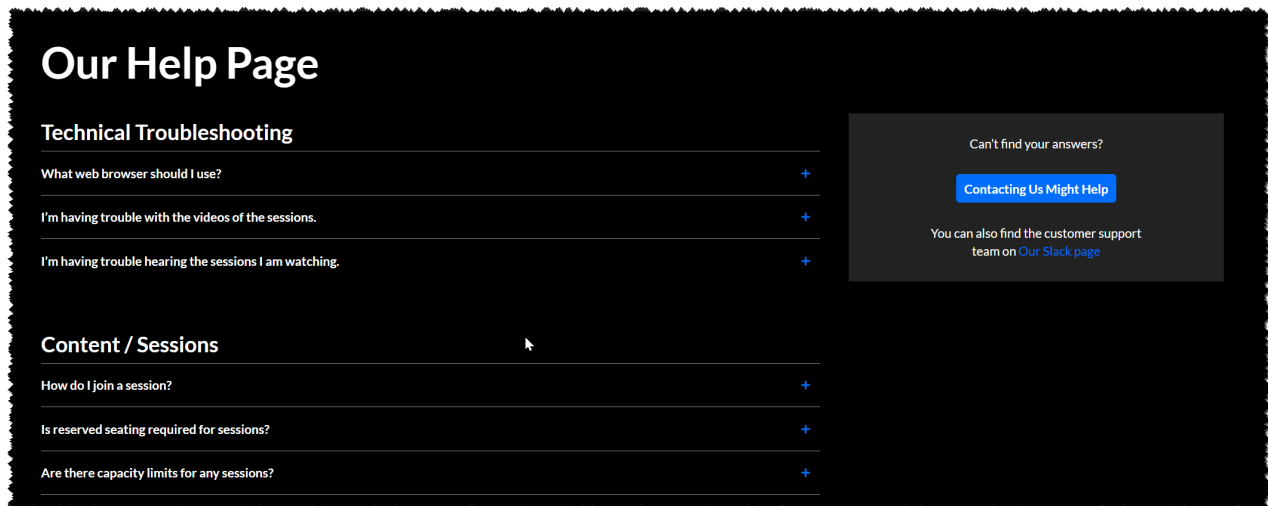 Our Help Page
Technical Troubleshooting
What web browser should I use?
I'm having trouble with the videos of the sessions.
I'm having trouble hearing the sessions I am watching.
Content / Sessions
How do I join a session?
Is reserved seating required for sessions?
Are there capacity limits for any sessions?
Can't find your answers?
Contacting Us Might Help
You can also find the customer support
team on Our Slack page